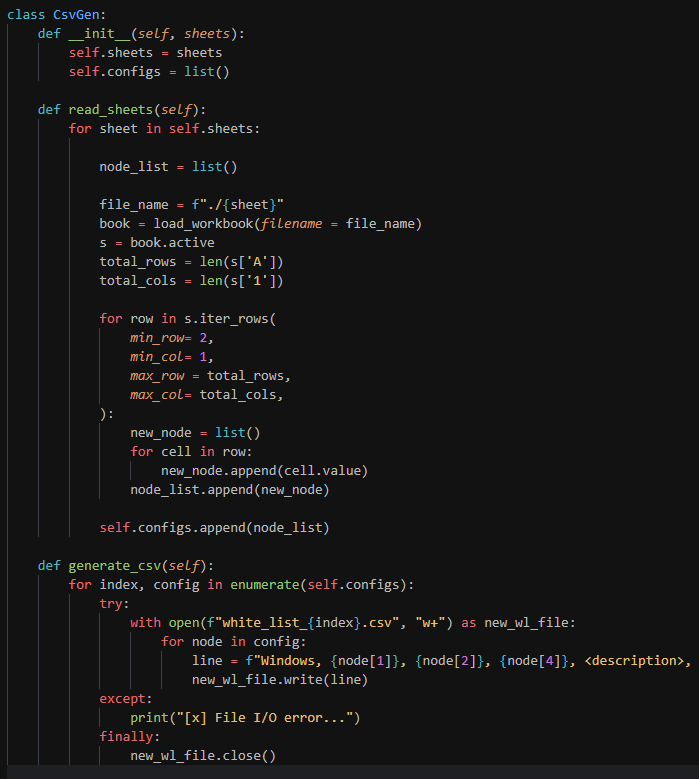 class CsvGen:
    def __init__(self, sheets):
        self.sheets = sheets
        self.configs = list()
    def read_sheets(self):
        for sheet in self.sheets:
            node_list = list()
            file_name = f"./{sheet}"
            book = load_workbook(filename = file_name)
            s = book.active
            total_rows = len(s['A'])
            total_cols = len(s['1'])
            for row in s.iter_rows(
                min_row= 2,
                min_col= 1,
                max_row = total_rows,
                max_col= total_cols,
            ):
                new_node = list()
                for cell in row:
                    new_node.append(cell.value)
                node_list.append(new_node)
            self.configs.append(node_list)
    def generate_csv(self):
        for index, config in enumerate(self.configs):
            try:
                with open(f"white_list_{index}.csv", "w+") as new_wl_file:
                    for node in config:
                        line = f"Windows, {node[1]}, {node[2]}, {node[4]}, <description>,
                        new_wl_file.write(line)
            except:
                print("[x] File I/O error...")
            finally:
                new_wl_file.close()